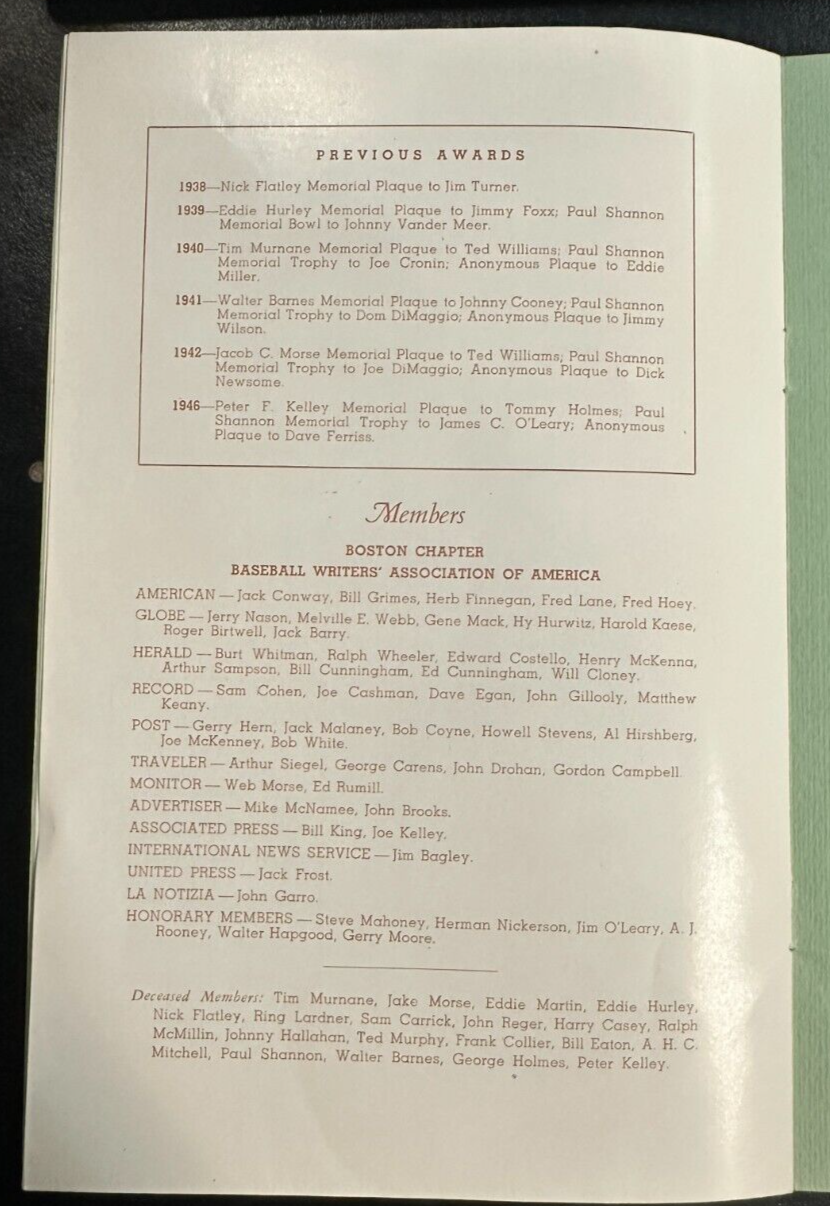 PREVIOUS AWARDS
1938—Nick Flatley Memorial Plaque to Jim Turner.
1939—Eddie Hurley Memorial Plaque to Jimmy Foxx; Paul Shannon
Memorial Bowl to Johnny Vander Meer.
1940—Tim Murnane Memorial Plaque to Ted Williams; Paul Shannon
Memorial Trophy to Joe Cronin; Anonymous Plaque to Eddie
Miller.
1941—Walter Barnes Memorial Plaque to Johnny Cooney; Paul Shannon
Memorial Trophy to Dom DiMaggio; Anonymous Plaque to Jimmy
Wilson.
1942—Jacob C. Morse Memorial Plaque to Ted Williams; Paul Shannon
Memorial Trophy to Joe DiMaggio; Anonymous Plaque to Dick
Newsome.
1946—Peter F. Kelley Memorial Plaque to Tommy Holmes; Paul
Shannon Memorial Trophy to James C. O'Leary; Anonymous
Plaque to Dave Ferriss.
Members
BOSTON CHAPTER
BASEBALL WRITERS' ASSOCIATION OF AMERICA
AMERICAN — Jack Conway, Bill Grimes, Herb Finnegan, Fred Lane, Fred Hoey.
GLOBE — Jerry Nason, Melville E. Webb, Gene Mack, Hy Hurwitz, Harold Kaese,
Roger Birtwell, Jack Barry.
HERALD — Burt Whitman, Ralph Wheeler, Edward Costello, Henry McKenna,
Arthur Sampson, Bill Cunningham, Ed Cunningham, Will Cloney.
RECORD — Sam Cohen, Joe Cashman, Dave Egan, John Gillooly, Matthew
Keany.
POST — Gerry Hern, Jack Malaney, Bob Coyne, Howell Stevens, Al Hirshberg,
Joe McKenney, Bob White.
TRAVELER — Arthur Siegel, George Carens, John Drohan, Gordon Campbell.
MONITOR — Web Morse, Ed Rumill.
ADVERTISER — Mike McNamee, John Brooks.
ASSOCIATED PRESS — Bill King, Joe Kelley.
INTERNATIONAL NEWS SERVICE — Jim Bagley.
UNITED PRESS — Jack Frost.
LA NOTIZIA — John Garro.
HONORARY MEMBERS — Steve Mahoney, Herman Nickerson, Jim O'Leary, A. J.
Rooney, Walter Hapgood, Gerry Moore.
Deceased Members: Tim Murnane, Jake Morse, Eddie Martin, Eddie Hurley,
Nick Flatley, Ring Lardner, Sam Carrick, John Reger, Harry Casey, Ralph
McMillin, Johnny Hallahan, Ted Murphy, Frank Collier, Bill Eaton, A. H. C.
Mitchell, Paul Shannon, Walter Barnes, George Holmes, Peter Kelley.